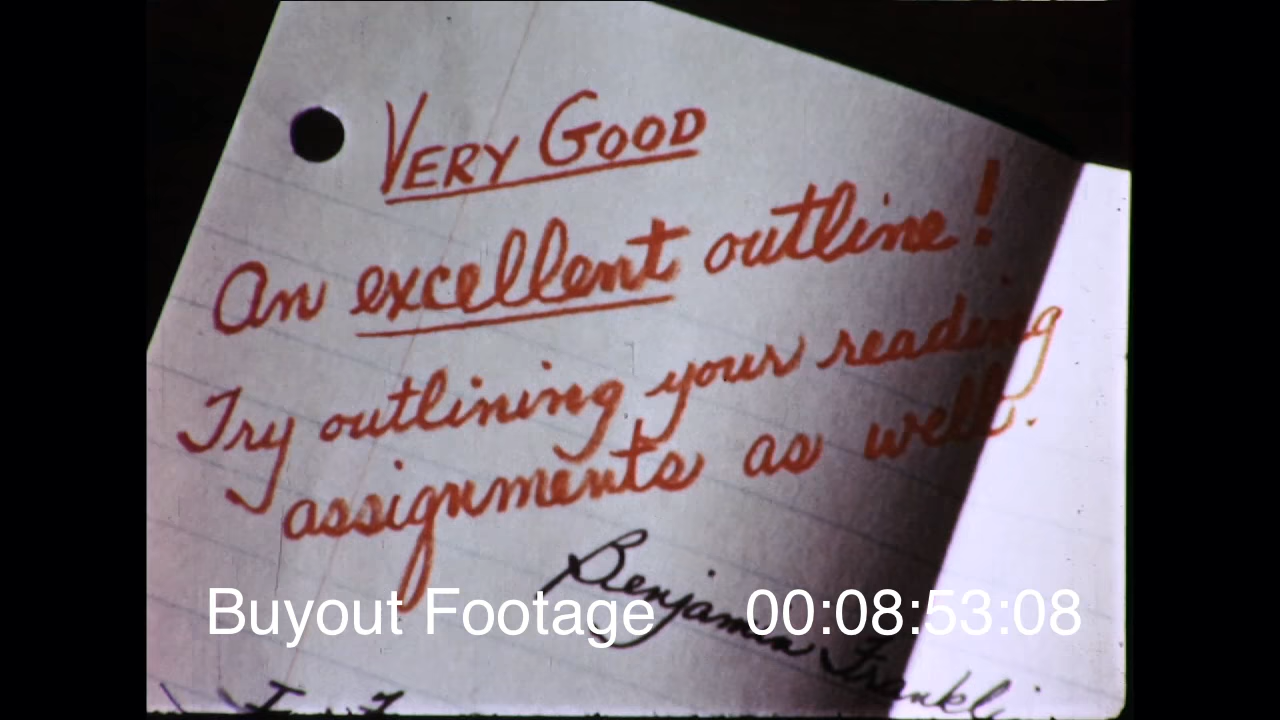 VERY GOOD
An excellent outline!
Try outlining your reading
assignments as well.
Benjamin Frankli
Buyout Footage 00:08:53:08